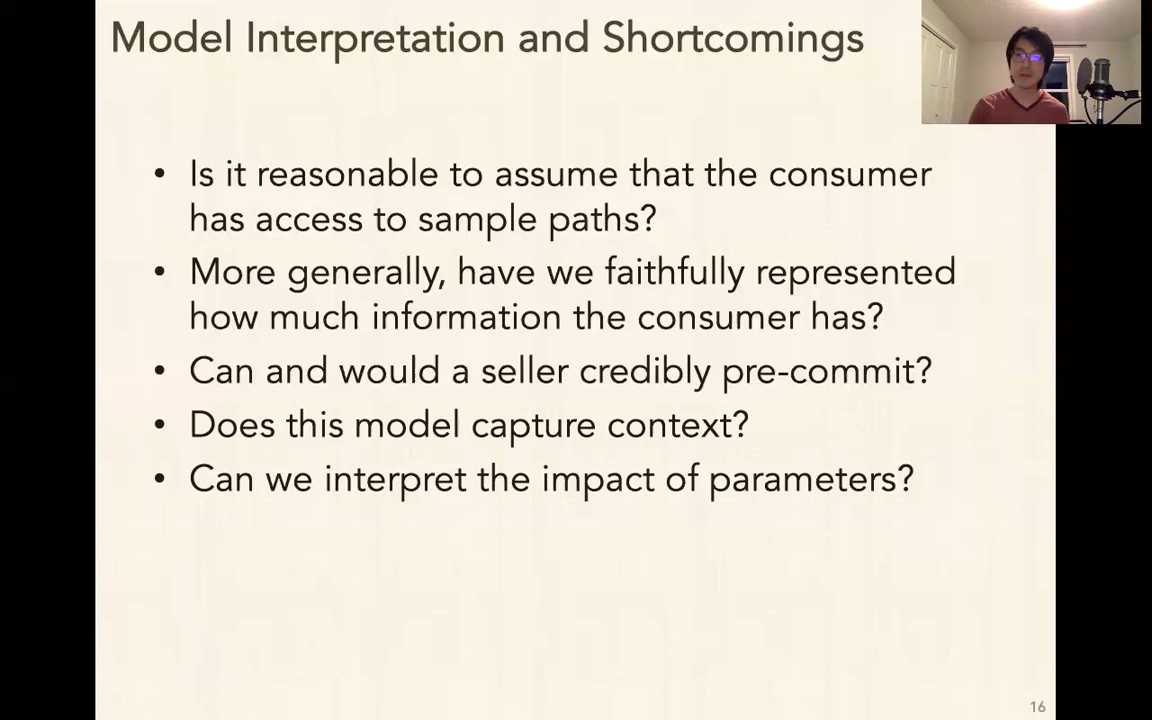 Model Interpretation and Shortcomings
• Is it reasonable to assume that the consumer
has access to sample paths?
• More generally, have we faithfully represented
how much information the consumer has?
• Can and would a seller credibly pre-commit?
• Does this model capture context?
• Can we interpret the impact of parameters?
16